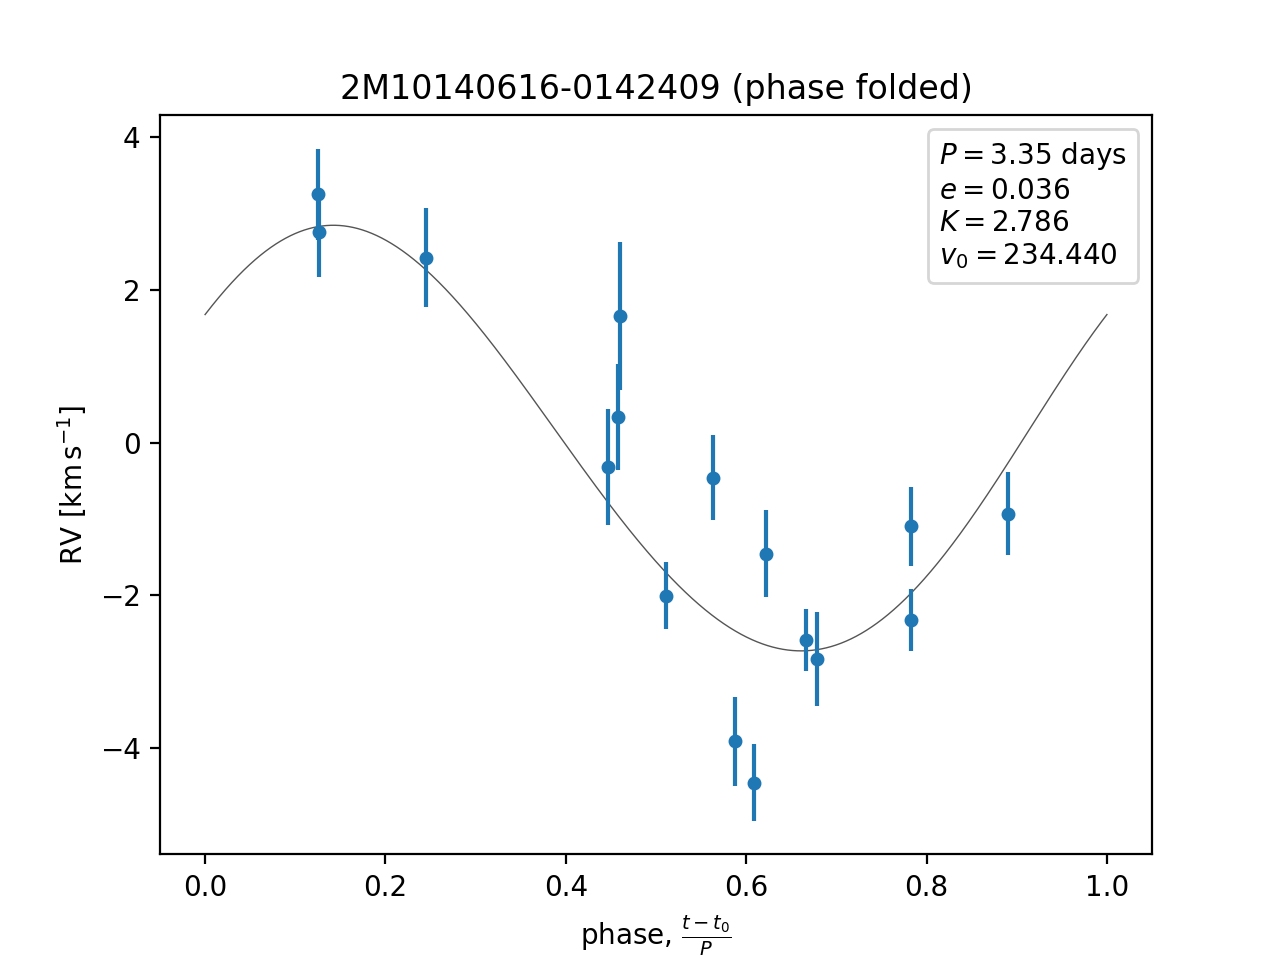 2M10140616-0142409 (phase folded)
P = 3.35 days
e = 0.036
K = 2.786
v₀ = 234.440
4
2
0
−2
−4
RV [km s⁻¹]
0.0 0.2 0.4 0.6 0.8 1.0
phase, (t − t₀)/P